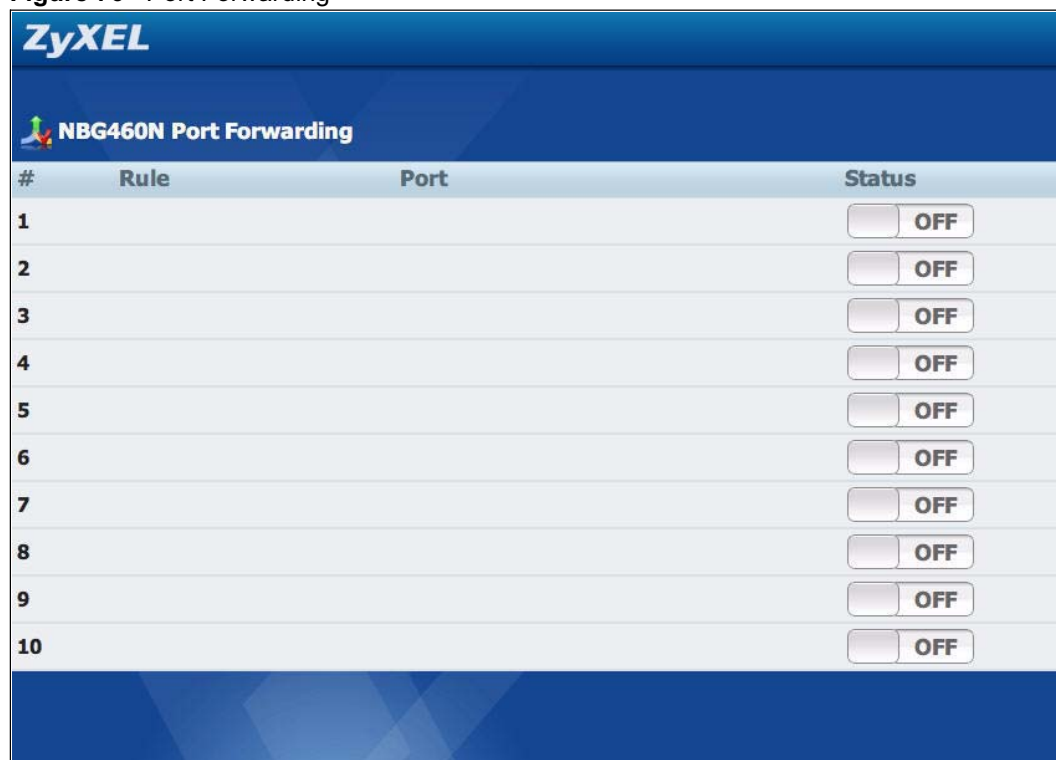 ZyXEL
NBG460N Port Forwarding
# Rule Port Status
1 OFF
2 OFF
3 OFF
4 OFF
5 OFF
6 OFF
7 OFF
8 OFF
9 OFF
10 OFF